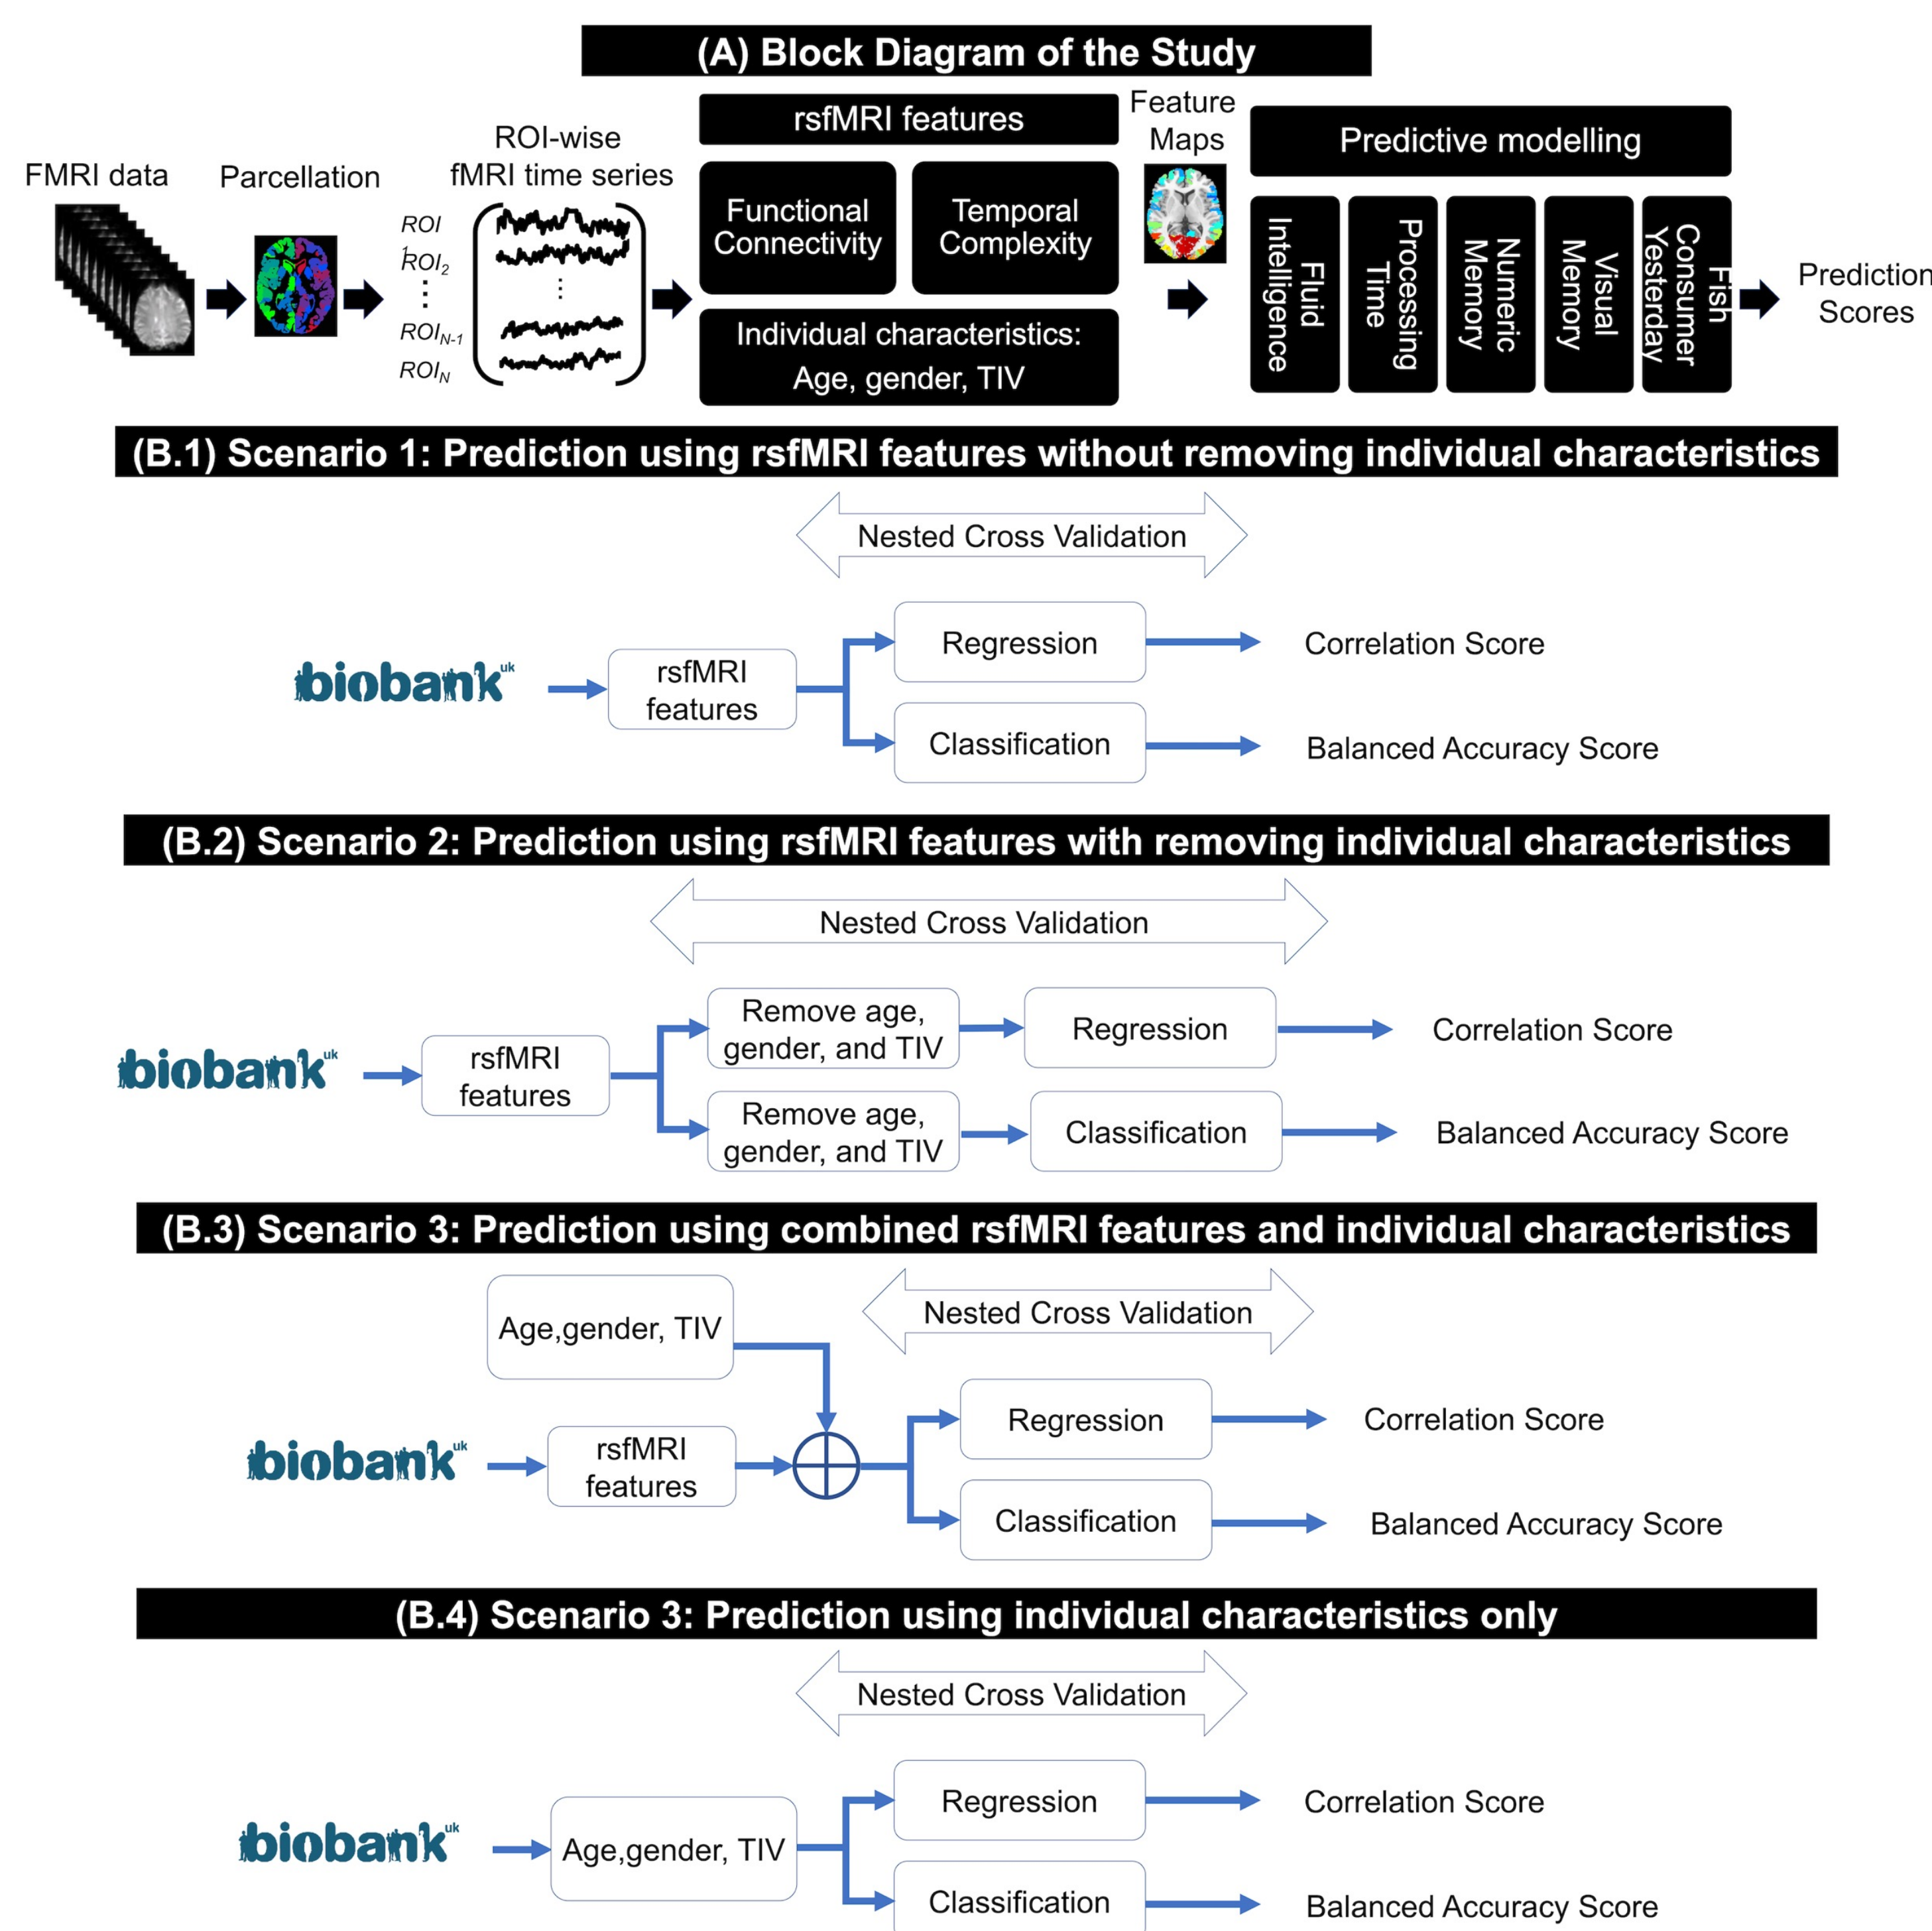 (A) Block Diagram of the Study
FMRI data
Parcellation
ROI-wise
fMRI time series
ROI
1
ROI2
⋮
ROIN-1
ROIN
⋮
rsfMRI features
Functional
Connectivity
Temporal
Complexity
Individual characteristics:
Age, gender, TIV
Feature
Maps
Predictive modelling
Fluid
Intelligence
Processing
Time
Numeric
Memory
Visual
Memory
Fish
Consumer
Yesterday
Prediction
Scores
(B.1) Scenario 1: Prediction using rsfMRI features without removing individual characteristics
Nested Cross Validation
biobank uk
rsfMRI
features
Regression
Correlation Score
Classification
Balanced Accuracy Score
(B.2) Scenario 2: Prediction using rsfMRI features with removing individual characteristics
Nested Cross Validation
biobank uk
rsfMRI
features
Remove age,
gender, and TIV
Regression
Correlation Score
Remove age,
gender, and TIV
Classification
Balanced Accuracy Score
(B.3) Scenario 3: Prediction using combined rsfMRI features and individual characteristics
Nested Cross Validation
Age,gender, TIV
biobank uk
rsfMRI
features
Regression
Correlation Score
Classification
Balanced Accuracy Score
(B.4) Scenario 3: Prediction using individual characteristics only
Nested Cross Validation
biobank uk
Age,gender, TIV
Regression
Correlation Score
Classification
Balanced Accuracy Score